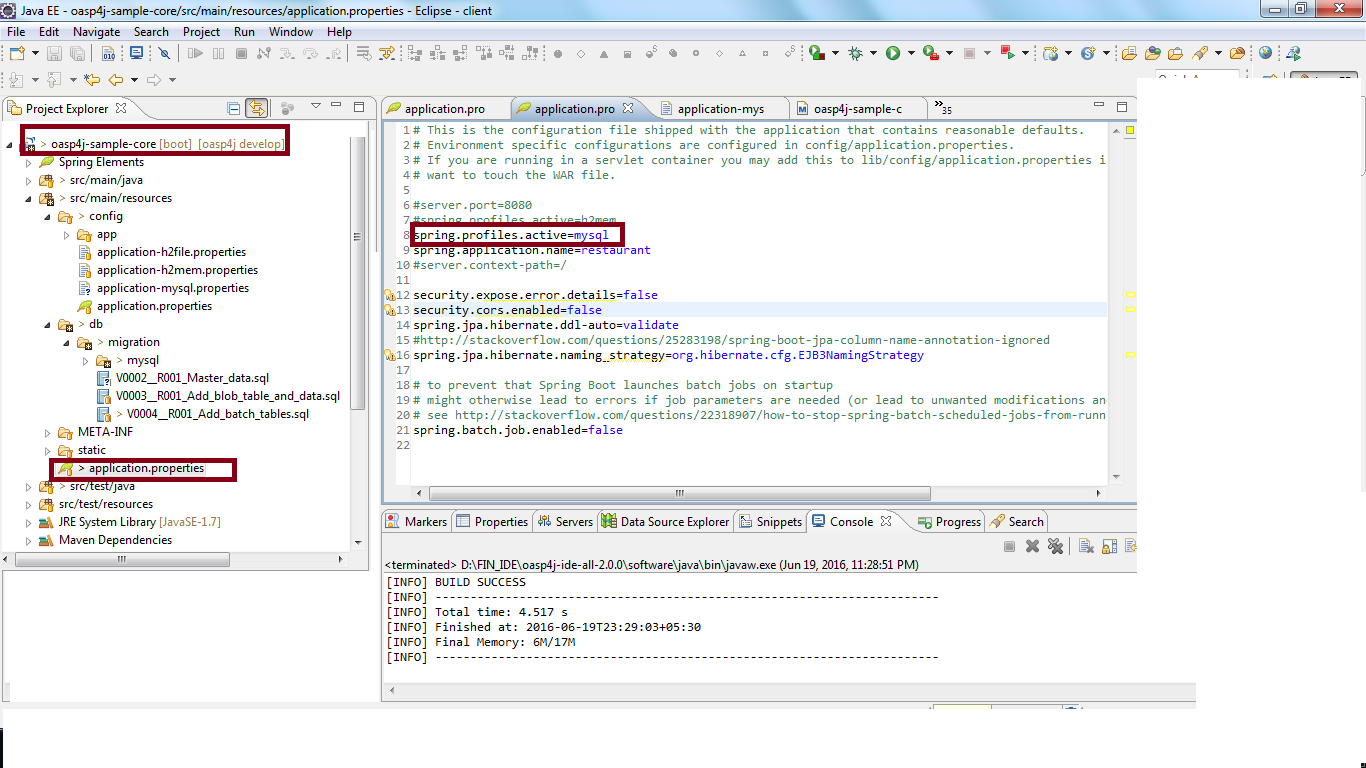 Java EE - oasp4j-sample-core/src/main/resources/application.properties - Eclipse - client
File Edit Navigate Search Project Run Window Help
Project Explorer
> oasp4j-sample-core [boot] [oasp4j develop]
Spring Elements
> src/main/java
> src/main/resources
> config
app
application-h2file.properties
application-h2mem.properties
application-mysql.properties
application.properties
> db
> migration
> mysql
V0002__R001_Master_data.sql
V0003__R001_Add_blob_table_and_data.sql
> V0004__R001_Add_batch_tables.sql
META-INF
static
> application.properties
> src/test/java
src/test/resources
JRE System Library [JavaSE-1.7]
Maven Dependencies
application.pro application.pro application-mys oasp4j-sample-c »35
1 # This is the configuration file shipped with the application that contains reasonable defaults.
2 # Environment specific configurations are configured in config/application.properties.
3 # If you are running in a servlet container you may add this to lib/config/application.properties i
4 # want to touch the WAR file.
5
6 #server.port=8080
7 #spring.profiles.active=h2mem
8 spring.profiles.active=mysql
9 spring.application.name=restaurant
10 #server.context-path=/
11
12 security.expose.error.details=false
13 security.cors.enabled=false
14 spring.jpa.hibernate.ddl-auto=validate
15 #http://stackoverflow.com/questions/25283198/spring-boot-jpa-column-name-annotation-ignored
16 spring.jpa.hibernate.naming_strategy=org.hibernate.cfg.EJB3NamingStrategy
17
18 # to prevent that Spring Boot launches batch jobs on startup
19 # might otherwise lead to errors if job parameters are needed (or lead to unwanted modifications an
20 # see http://stackoverflow.com/questions/22318907/how-to-stop-spring-batch-scheduled-jobs-from-runn
21 spring.batch.job.enabled=false
22
Markers Properties Servers Data Source Explorer Snippets Console Progress Search
<terminated> D:\FIN_IDE\oasp4j-ide-all-2.0.0\software\java\bin\javaw.exe (Jun 19, 2016, 11:28:51 PM)
[INFO] BUILD SUCCESS
[INFO] ------------------------------------------------------------------------
[INFO] Total time: 4.517 s
[INFO] Finished at: 2016-06-19T23:29:03+05:30
[INFO] Final Memory: 6M/17M
[INFO] ------------------------------------------------------------------------